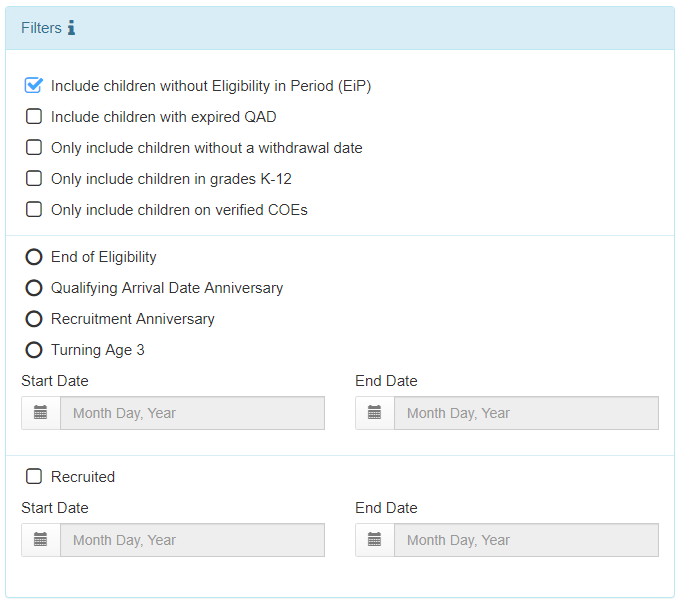 Filters
Include children without Eligibility in Period (EiP)
Include children with expired QAD
Only include children without a withdrawal date
Only include children in grades K-12
Only include children on verified COEs
End of Eligibility
Qualifying Arrival Date Anniversary
Recruitment Anniversary
Turning Age 3
Start Date End Date
Month Day, Year Month Day, Year
Recruited
Start Date End Date
Month Day, Year Month Day, Year